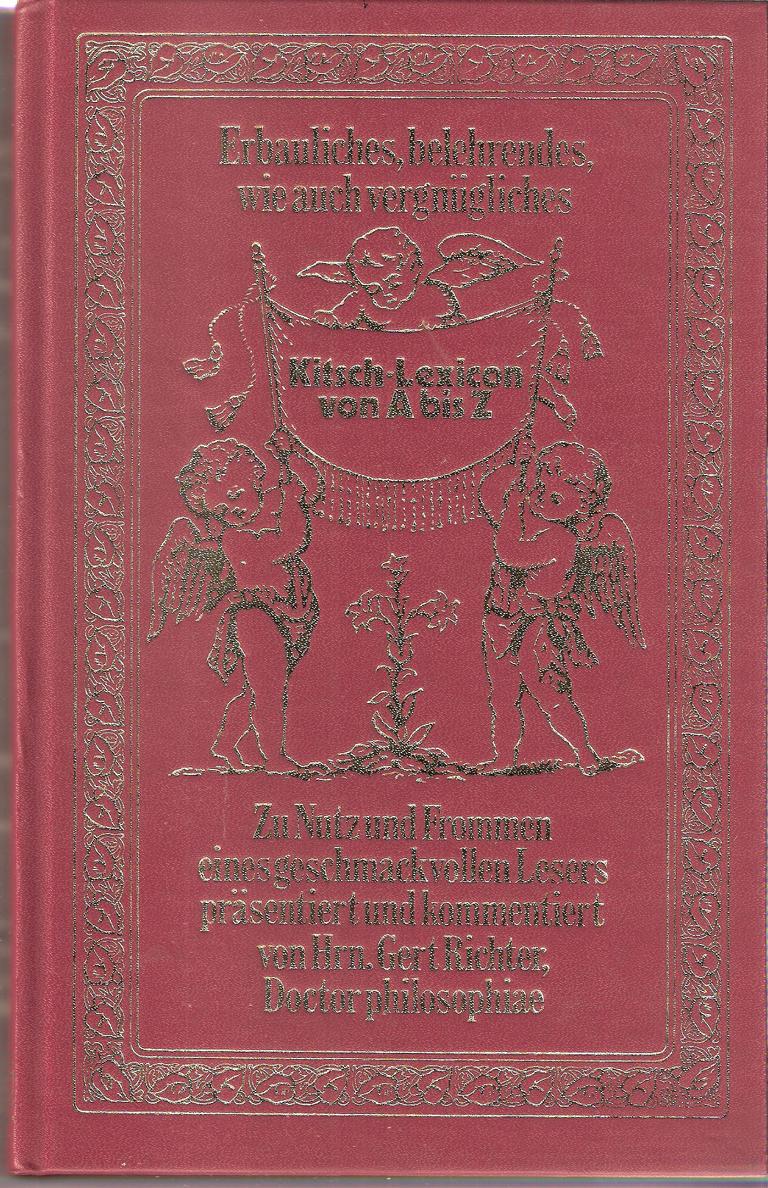 Erbauliches, belehrendes,
wie auch vergnügliches
Kitsch-Lexicon
von A bis Z
Zu Nutz und Frommen
eines geschmackvollen Lesers
präsentiert und kommentiert
von Hrn. Gert Richter,
Doctor philosophiae